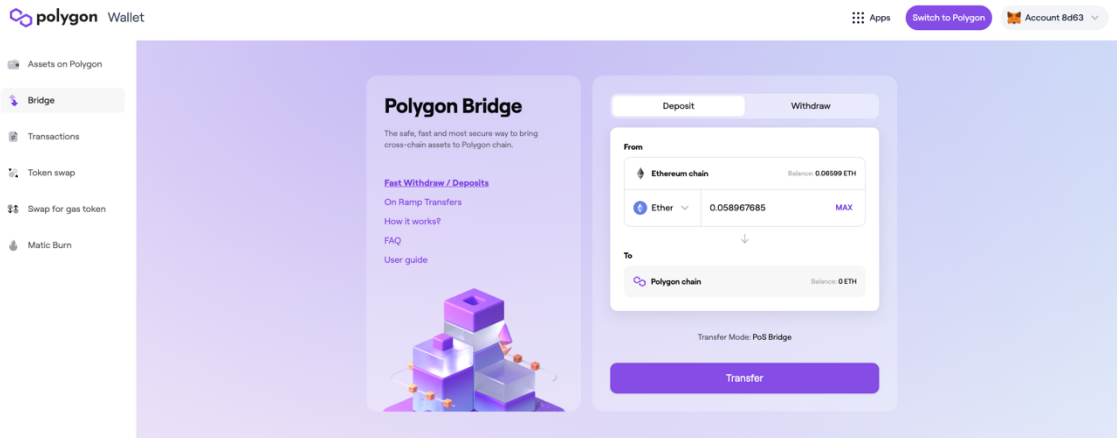 polygon Wallet
Apps
Switch to Polygon
Account 8d63
Assets on Polygon
Bridge
Transactions
Token swap
Swap for gas token
Matic Burn
Polygon Bridge
The safe, fast and most secure way to bring
cross-chain assets to Polygon chain.
Fast Withdraw / Deposits
On Ramp Transfers
How it works?
FAQ
User guide
Deposit
Withdraw
From
Ethereum chain
Balance: 0.06599 ETH
Ether
0.058967685
MAX
To
Polygon chain
Balance: 0 ETH
Transfer Mode: PoS Bridge
Transfer